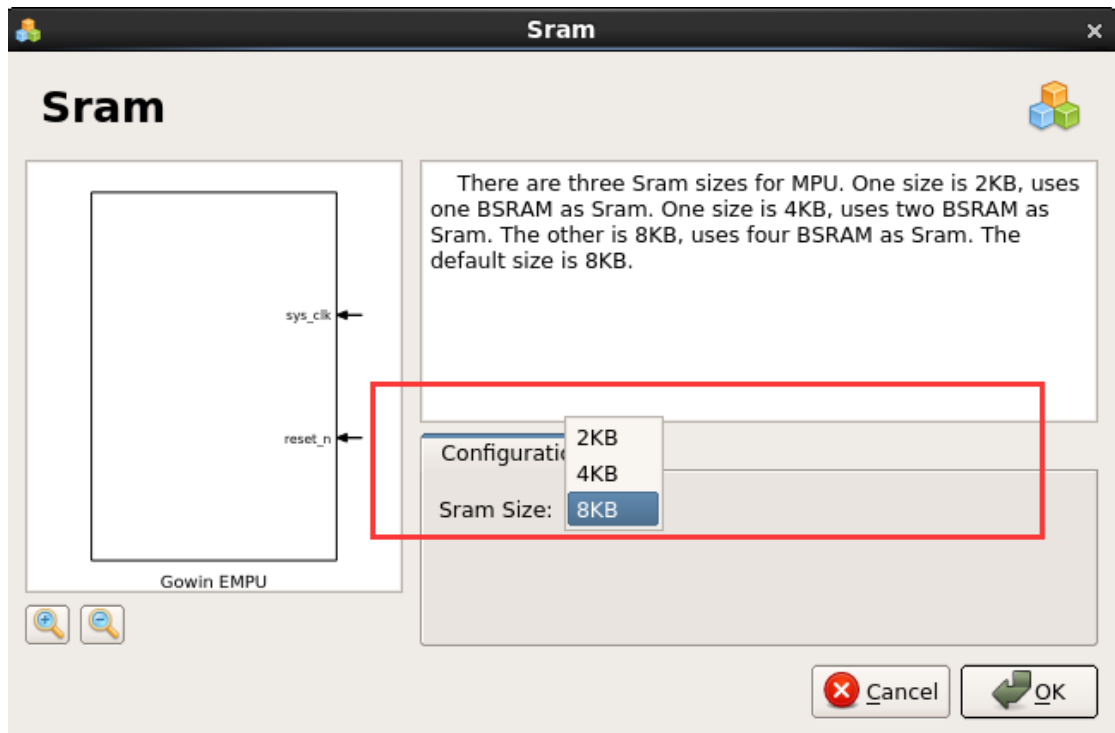 Sram
Sram
There are three Sram sizes for MPU. One size is 2KB, uses
one BSRAM as Sram. One size is 4KB, uses two BSRAM as
Sram. The other is 8KB, uses four BSRAM as Sram. The
default size is 8KB.
sys_clk
reset_n
Gowin EMPU
Configuratio
2KB
4KB
Sram Size: 8KB
Cancel
OK